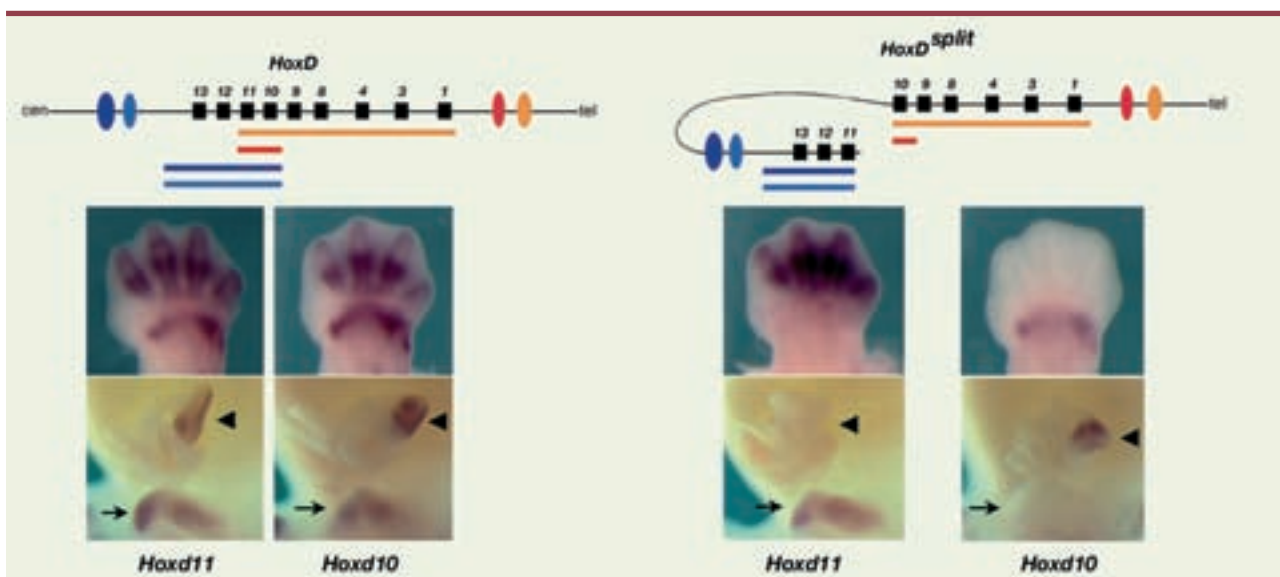 HoxD
13 12 11 10 9 8 4 3 1
cen
tel
HoxD split
10 9 8 4 3 1
tel
13 12 11
Hoxd11
Hoxd10
Hoxd11
Hoxd10